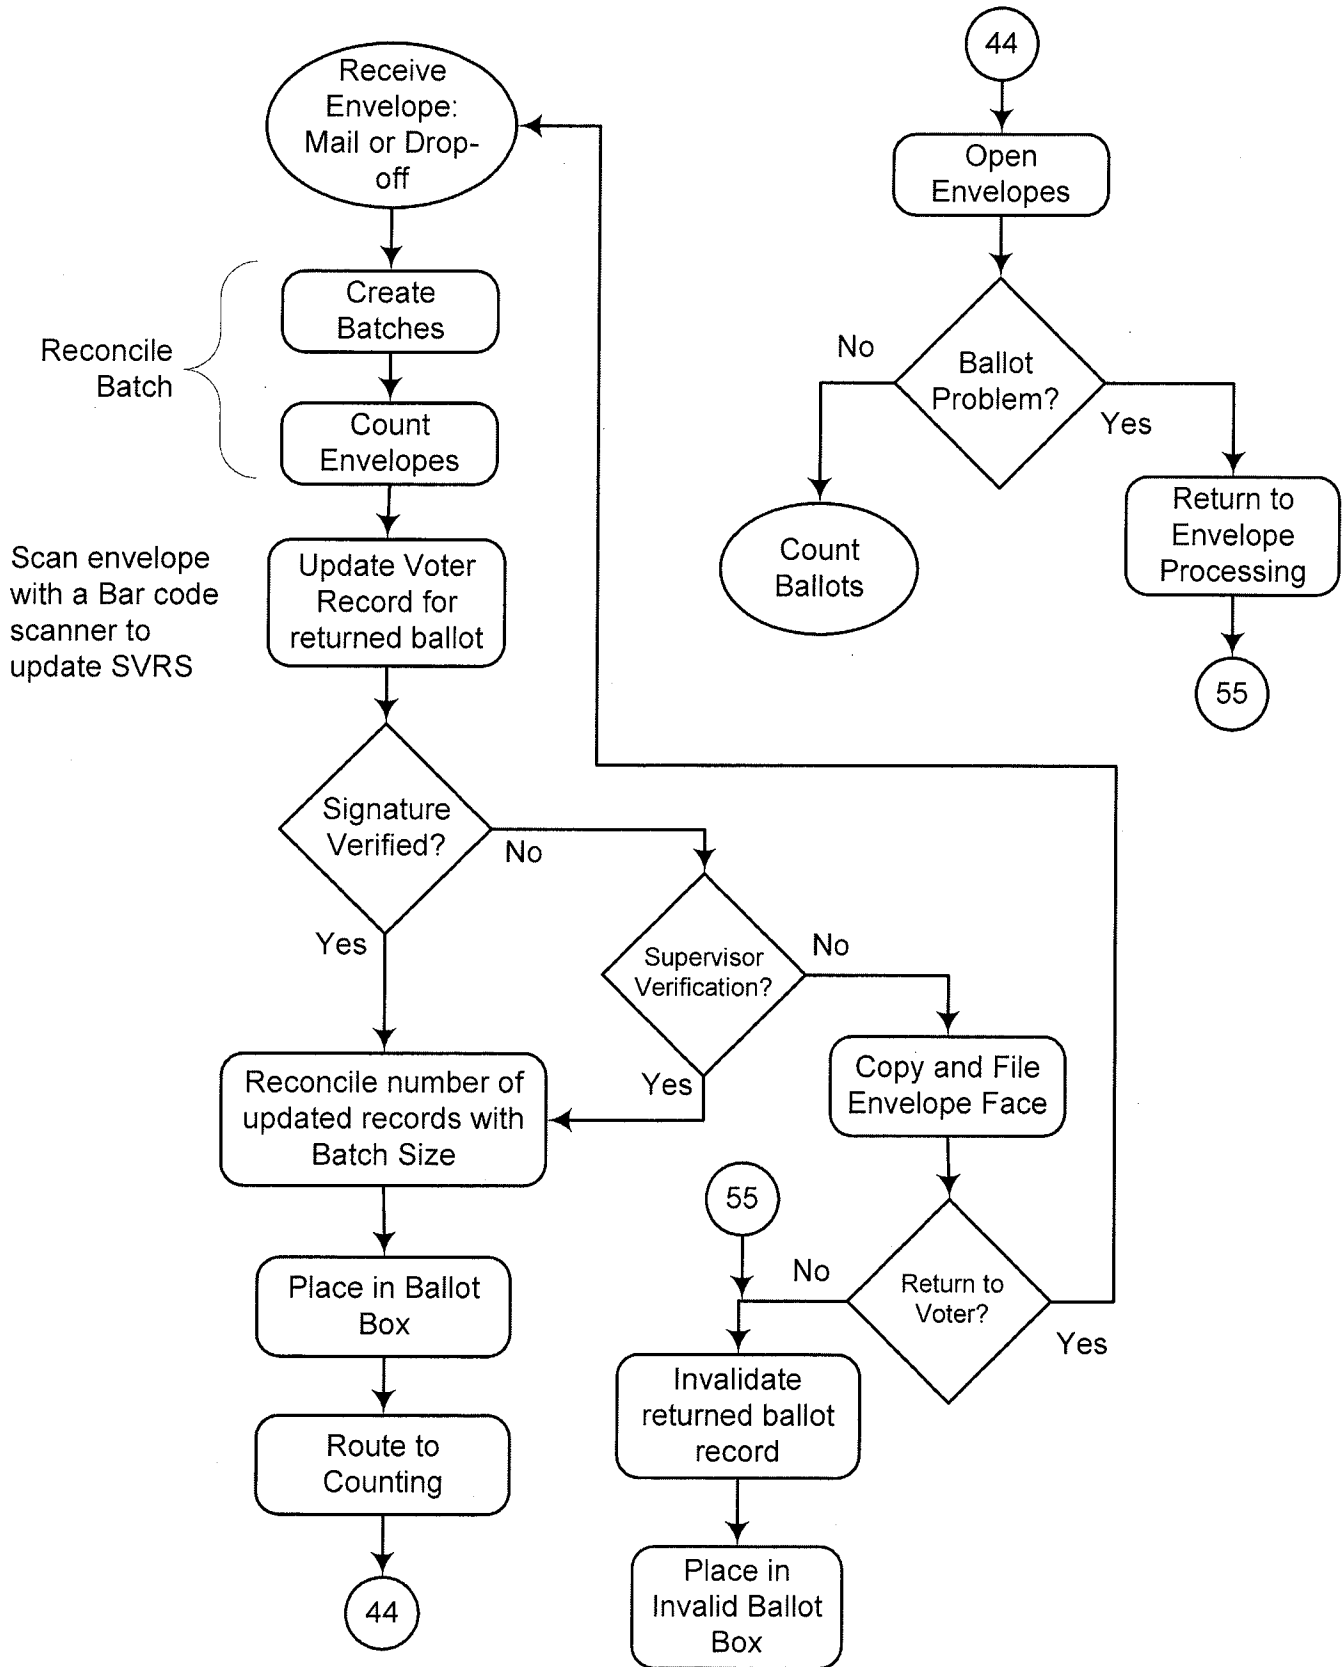 Receive
Envelope:
Mail or Drop-
off
Create
Batches
Reconcile
Batch
Count
Envelopes
Scan envelope
with a Bar code
scanner to
update SVRS
Update Voter
Record for
returned ballot
Signature
Verified?
No
Yes
Supervisor
Verification?
No
Yes
Reconcile number of
updated records with
Batch Size
Copy and File
Envelope Face
55
No
Return to
Voter?
Yes
Place in Ballot
Box
Invalidate
returned ballot
record
Route to
Counting
Place in
Invalid Ballot
Box
44
44
Open
Envelopes
Ballot
Problem?
No
Yes
Count
Ballots
Return to
Envelope
Processing
55